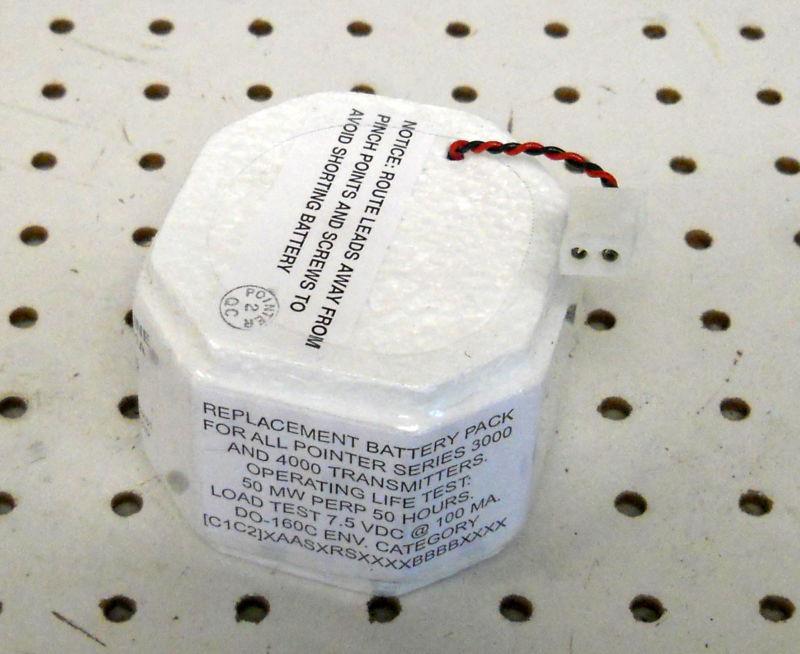 NOTICE: ROUTE LEADS AWAY FROM
PINCH POINTS AND SCREWS TO
AVOID SHORTING BATTERY
POINTER
2
QC
REPLACEMENT BATTERY PACK
FOR ALL POINTER SERIES 3000
AND 4000 TRANSMITTERS.
OPERATING LIFE TEST:
50 MW PERP 50 HOURS.
LOAD TEST 7.5 VDC @ 100 MA.
DO-160C ENV. CATEGORY
[C1C2]XAASXRSXXXXBBBBXXXX